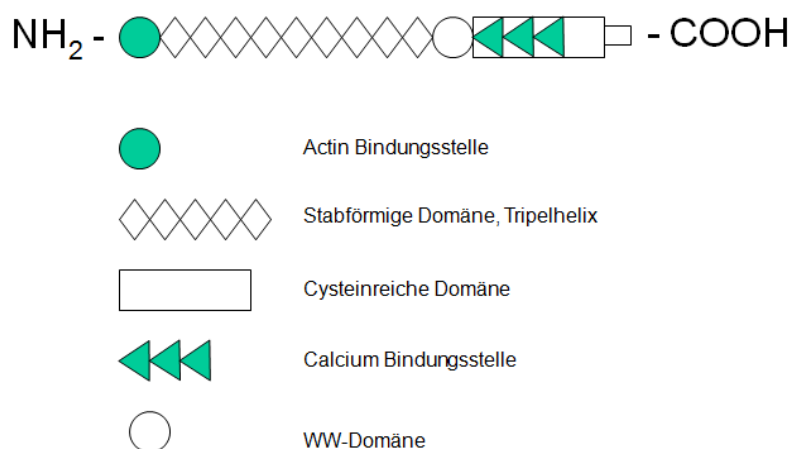 NH2 - - COOH
Actin Bindungsstelle
Stabförmige Domäne, Tripelhelix
Cysteinreiche Domäne
Calcium Bindungsstelle
WW-Domäne